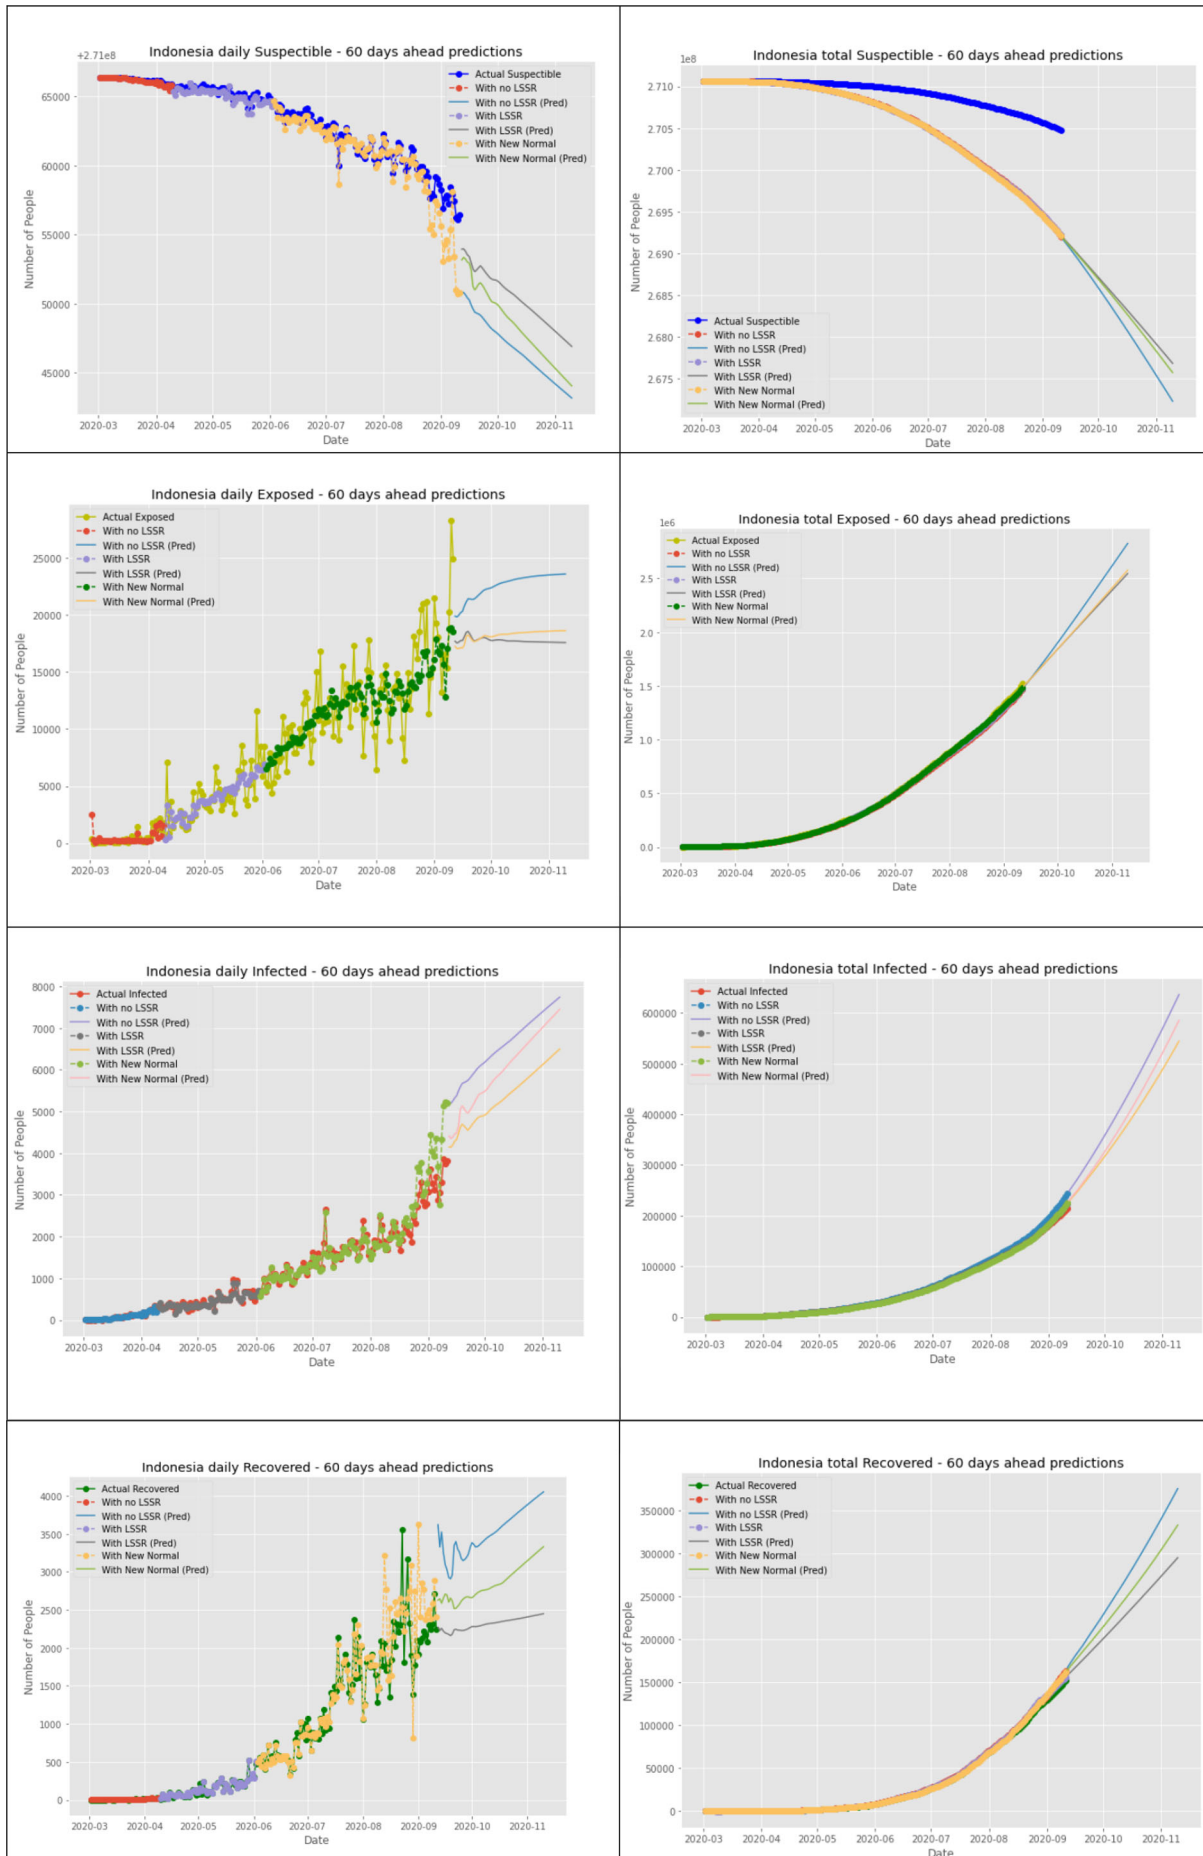 Indonesia daily Suspectible - 60 days ahead predictions
+2.71e8
Number of People
65000
60000
55000
50000
45000
Actual Suspectible
With no LSSR
With no LSSR (Pred)
With LSSR
With LSSR (Pred)
With New Normal
With New Normal (Pred)
2020-03 2020-04 2020-05 2020-06 2020-07 2020-08 2020-09 2020-10 2020-11
Date
Indonesia total Suspectible - 60 days ahead predictions
1e8
Number of People
2.710
2.705
2.700
2.695
2.690
2.685
2.680
2.675
Actual Suspectible
With no LSSR
With no LSSR (Pred)
With LSSR
With LSSR (Pred)
With New Normal
With New Normal (Pred)
2020-03 2020-04 2020-05 2020-06 2020-07 2020-08 2020-09 2020-10 2020-11
Date
Indonesia daily Exposed - 60 days ahead predictions
Number of People
25000
20000
15000
10000
5000
0
Actual Exposed
With no LSSR
With no LSSR (Pred)
With LSSR
With LSSR (Pred)
With New Normal
With New Normal (Pred)
2020-03 2020-04 2020-05 2020-06 2020-07 2020-08 2020-09 2020-10 2020-11
Date
Indonesia total Exposed - 60 days ahead predictions
1e6
Number of People
2.5
2.0
1.5
1.0
0.5
0.0
Actual Exposed
With no LSSR
With no LSSR (Pred)
With LSSR
With LSSR (Pred)
With New Normal
With New Normal (Pred)
2020-03 2020-04 2020-05 2020-06 2020-07 2020-08 2020-09 2020-10 2020-11
Date
Indonesia daily Infected - 60 days ahead predictions
Number of People
8000
7000
6000
5000
4000
3000
2000
1000
0
Actual Infected
With no LSSR
With no LSSR (Pred)
With LSSR
With LSSR (Pred)
With New Normal
With New Normal (Pred)
2020-03 2020-04 2020-05 2020-06 2020-07 2020-08 2020-09 2020-10 2020-11
Date
Indonesia total Infected - 60 days ahead predictions
Number of People
600000
500000
400000
300000
200000
100000
0
Actual Infected
With no LSSR
With no LSSR (Pred)
With LSSR
With LSSR (Pred)
With New Normal
With New Normal (Pred)
2020-03 2020-04 2020-05 2020-06 2020-07 2020-08 2020-09 2020-10 2020-11
Date
Indonesia daily Recovered - 60 days ahead predictions
Number of People
4000
3500
3000
2500
2000
1500
1000
500
0
Actual Recovered
With no LSSR
With no LSSR (Pred)
With LSSR
With LSSR (Pred)
With New Normal
With New Normal (Pred)
2020-03 2020-04 2020-05 2020-06 2020-07 2020-08 2020-09 2020-10 2020-11
Date
Indonesia total Recovered - 60 days ahead predictions
Number of People
350000
300000
250000
200000
150000
100000
50000
0
Actual Recovered
With no LSSR
With no LSSR (Pred)
With LSSR
With LSSR (Pred)
With New Normal
With New Normal (Pred)
2020-03 2020-04 2020-05 2020-06 2020-07 2020-08 2020-09 2020-10 2020-11
Date